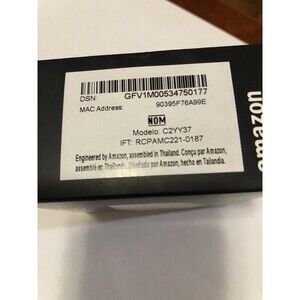 DSN: GFV1M00534750177
MAC Address: 90395F76A99E
NOM
Modelo: C2YY37
IFT: RCPAMC221-0187
Engineered by Amazon, assembled in Thailand. Conçu par Amazon,
assemblé en Thaïlande. Diseñado por Amazon, hecho en Tailandia.
amazon